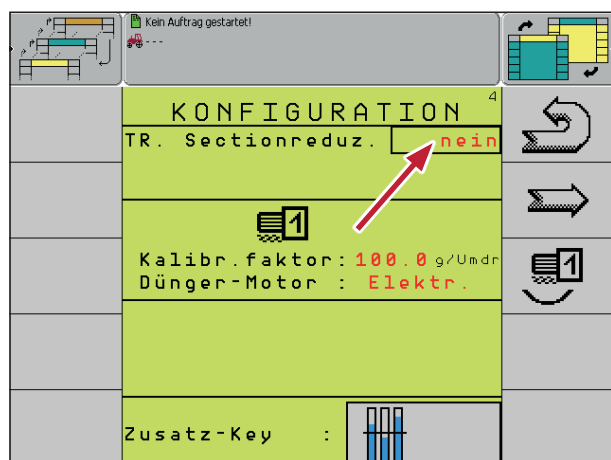 Kein Auftrag gestartet!
---
KONFIGURATION 4
TR. Sectionreduz. nein
1
Kalibr.faktor: 100.0 g/Umdr
Dünger-Motor : Elektr.
1
Zusatz-Key :